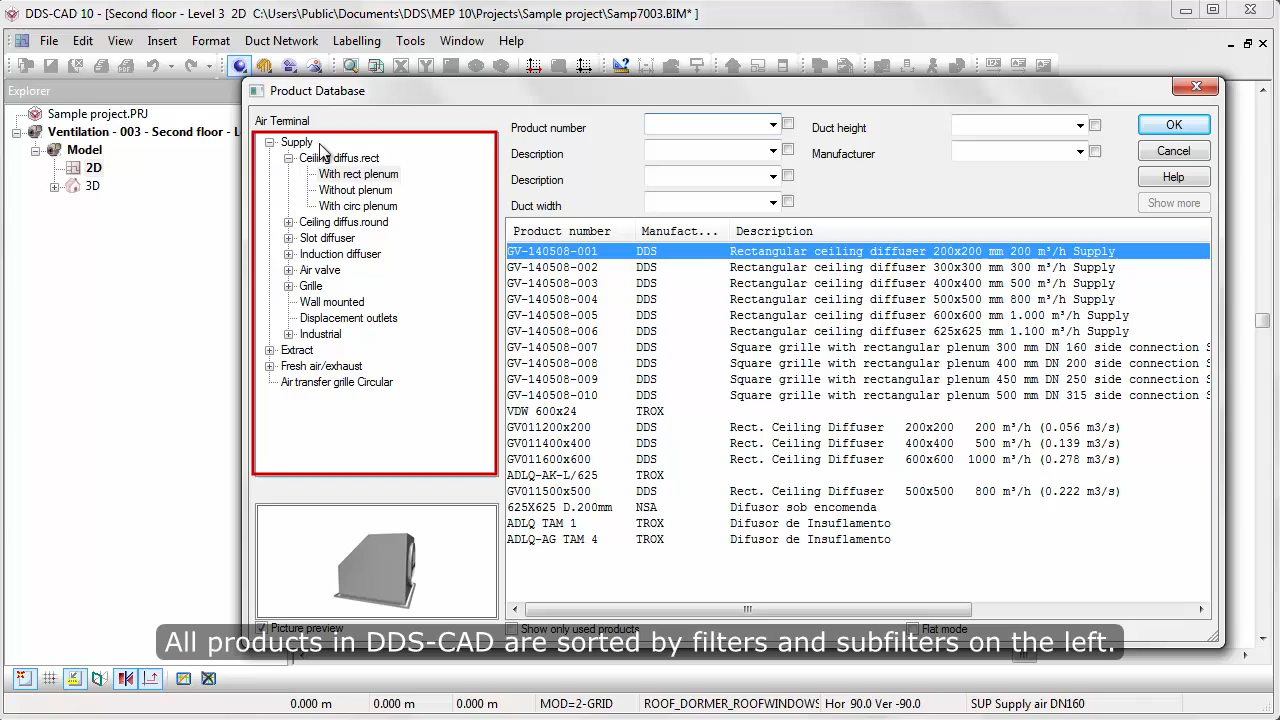 DDS-CAD 10 - [Second floor - Level 3  2D  C:\Users\Public\Documents\DDS\MEP 10\Projects\Sample project\Samp7003.BIM* ]
File Edit View Insert Format Duct Network Labelling Tools Window Help
Explorer
Sample project.PRJ
Ventilation - 003 - Second floor - L
Model
2D
3D
Product Database
Air Terminal
Supply
Ceiling diffus.rect
With rect plenum
Without plenum
With circ plenum
Ceiling diffus.round
Slot diffuser
Induction diffuser
Air valve
Grille
Wall mounted
Displacement outlets
Industrial
Extract
Fresh air/exhaust
Air transfer grille Circular
Picture preview
Product number
Description
Description
Duct width
Duct height
Manufacturer
OK
Cancel
Help
Show more
Product number Manufact... Description
GV-140508-001 DDS Rectangular ceiling diffuser 200x200 mm 200 m³/h Supply
GV-140508-002 DDS Rectangular ceiling diffuser 300x300 mm 300 m³/h Supply
GV-140508-003 DDS Rectangular ceiling diffuser 400x400 mm 500 m³/h Supply
GV-140508-004 DDS Rectangular ceiling diffuser 500x500 mm 800 m³/h Supply
GV-140508-005 DDS Rectangular ceiling diffuser 600x600 mm 1.000 m³/h Supply
GV-140508-006 DDS Rectangular ceiling diffuser 625x625 mm 1.100 m³/h Supply
GV-140508-007 DDS Square grille with rectangular plenum 300 mm DN 160 side connection S
GV-140508-008 DDS Square grille with rectangular plenum 400 mm DN 200 side connection S
GV-140508-009 DDS Square grille with rectangular plenum 450 mm DN 250 side connection S
GV-140508-010 DDS Square grille with rectangular plenum 500 mm DN 315 side connection S
VDW 600x24 TROX
GV011200x200 DDS Rect. Ceiling Diffuser 200x200 200 m³/h (0.056 m3/s)
GV011400x400 DDS Rect. Ceiling Diffuser 400x400 500 m³/h (0.139 m3/s)
GV011600x600 DDS Rect. Ceiling Diffuser 600x600 1000 m³/h (0.278 m3/s)
ADLQ-AK-L/625 TROX
GV011500x500 DDS Rect. Ceiling Diffuser 500x500 800 m³/h (0.222 m3/s)
625X625 D.200mm NSA Difusor sob encomenda
ADLQ TAM 1 TROX Difusor de Insuflamento
ADLQ-AG TAM 4 TROX Difusor de Insuflamento
Show only used products Flat mode
All products in DDS-CAD are sorted by filters and subfilters on the left.
0.000 m 0.000 m 0.000 m MOD=2-GRID ROOF_DORMER_ROOFWINDOWS Hor 90.0 Ver -90.0 SUP Supply air DN160